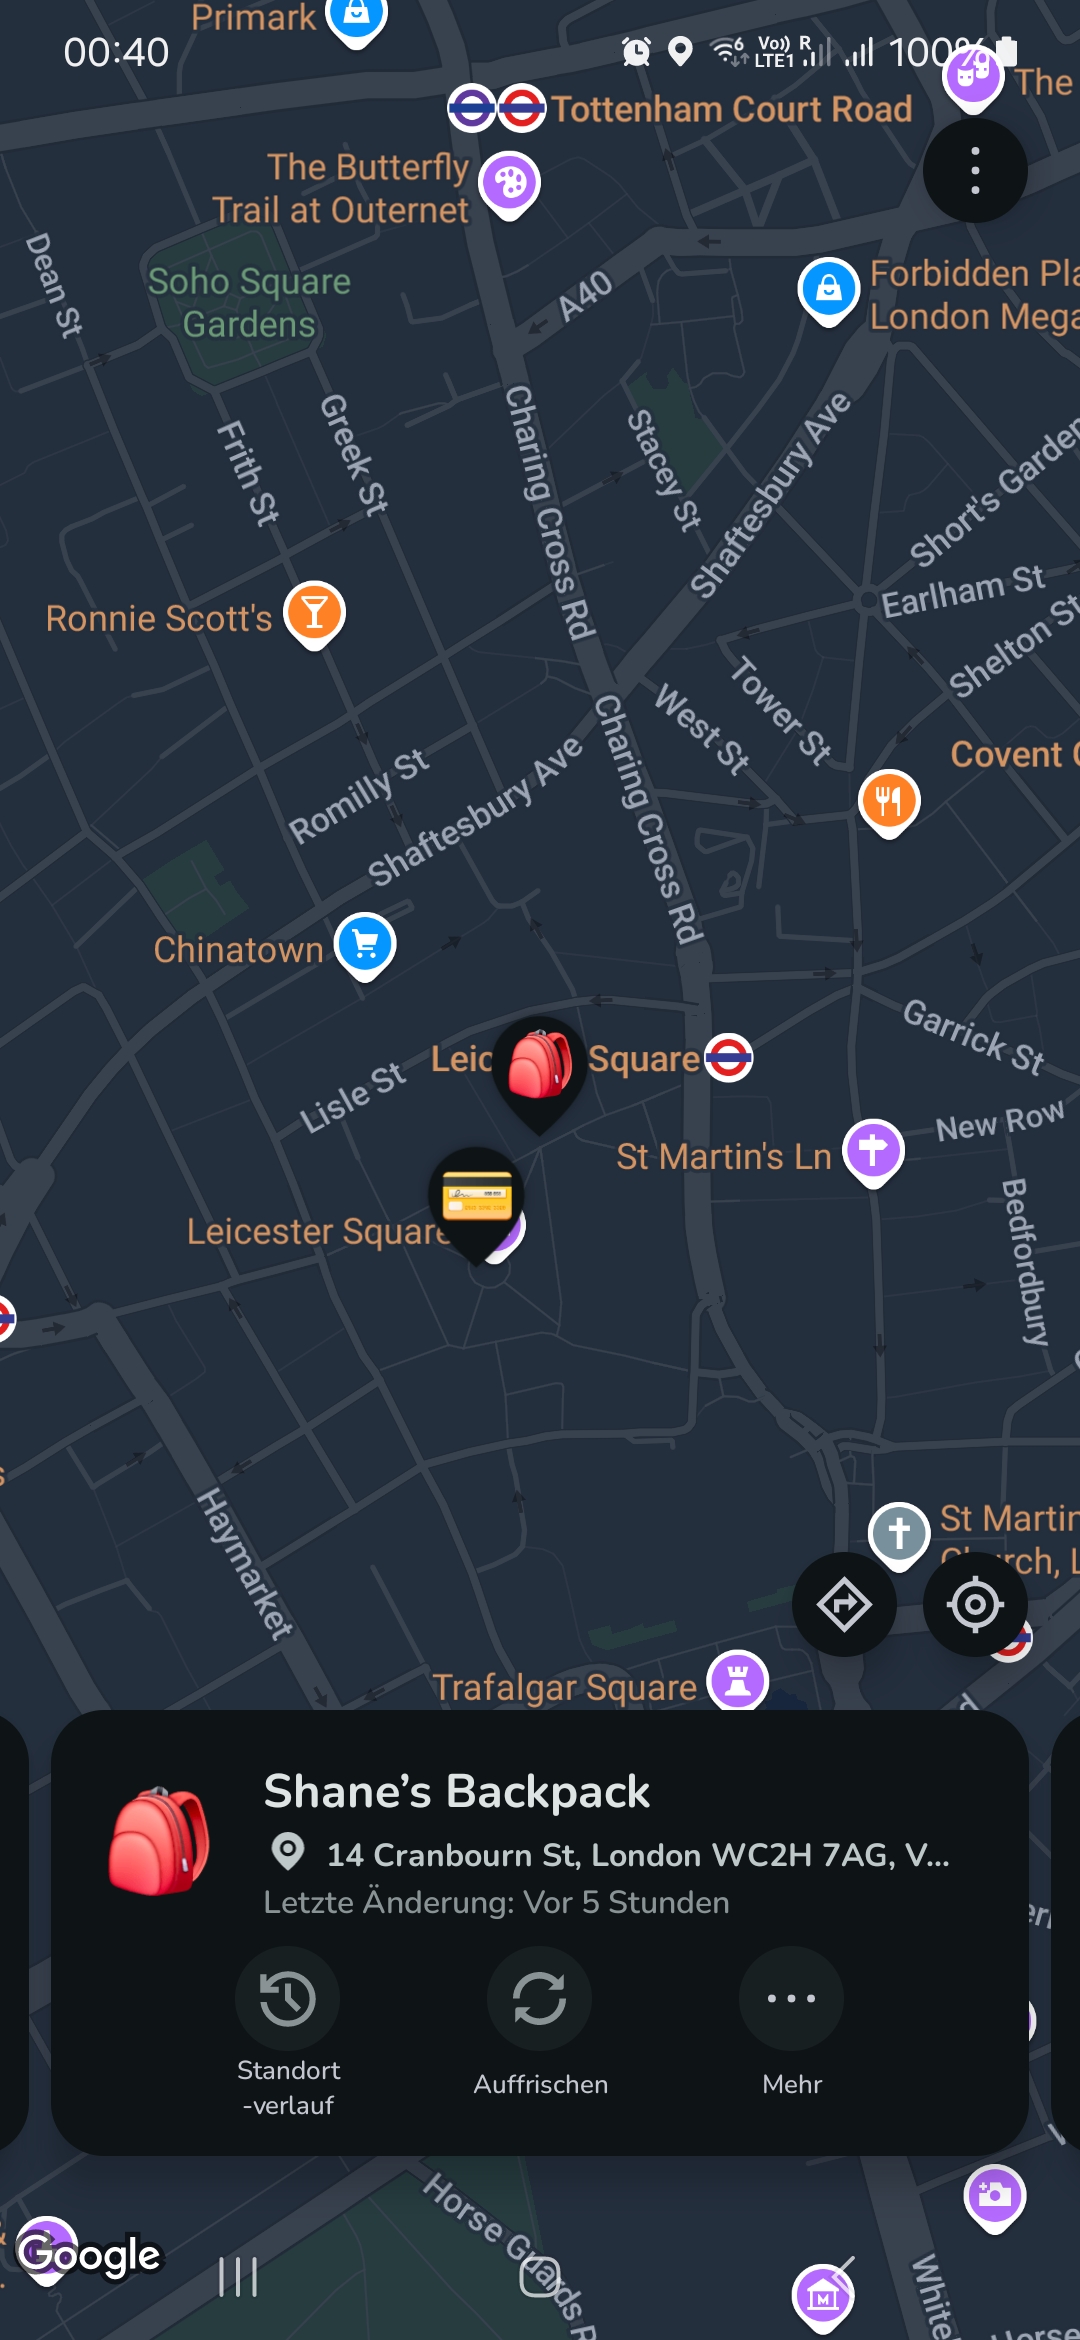 Primark
00:40
6
Vo))
LTE1
R
100%
The
Tottenham Court Road
The Butterfly
Trail at Outernet
Dean St
Soho Square
Gardens
A40
Forbidden Pla
London Mega
Greek St
Frith St
Charing Cross Rd
Stacey St
Shaftesbury Ave
Short's Garden
Earlham St
Shelton St
Ronnie Scott's
Tower St
West St
Charing Cross Rd
Covent
Romilly St
Shaftesbury Ave
Chinatown
Garrick St
Leic Square
Lisle St
New Row
St Martin's Ln
Bedfordbury
Leicester Square
Haymarket
St Martin
Church, L
Trafalgar Square
Shane’s Backpack
14 Cranbourn St, London WC2H 7AG, V...
Letzte Änderung: Vor 5 Stunden
Standort
-verlauf
Auffrischen
Mehr
Horse Guards R
Google
M
White
Horse